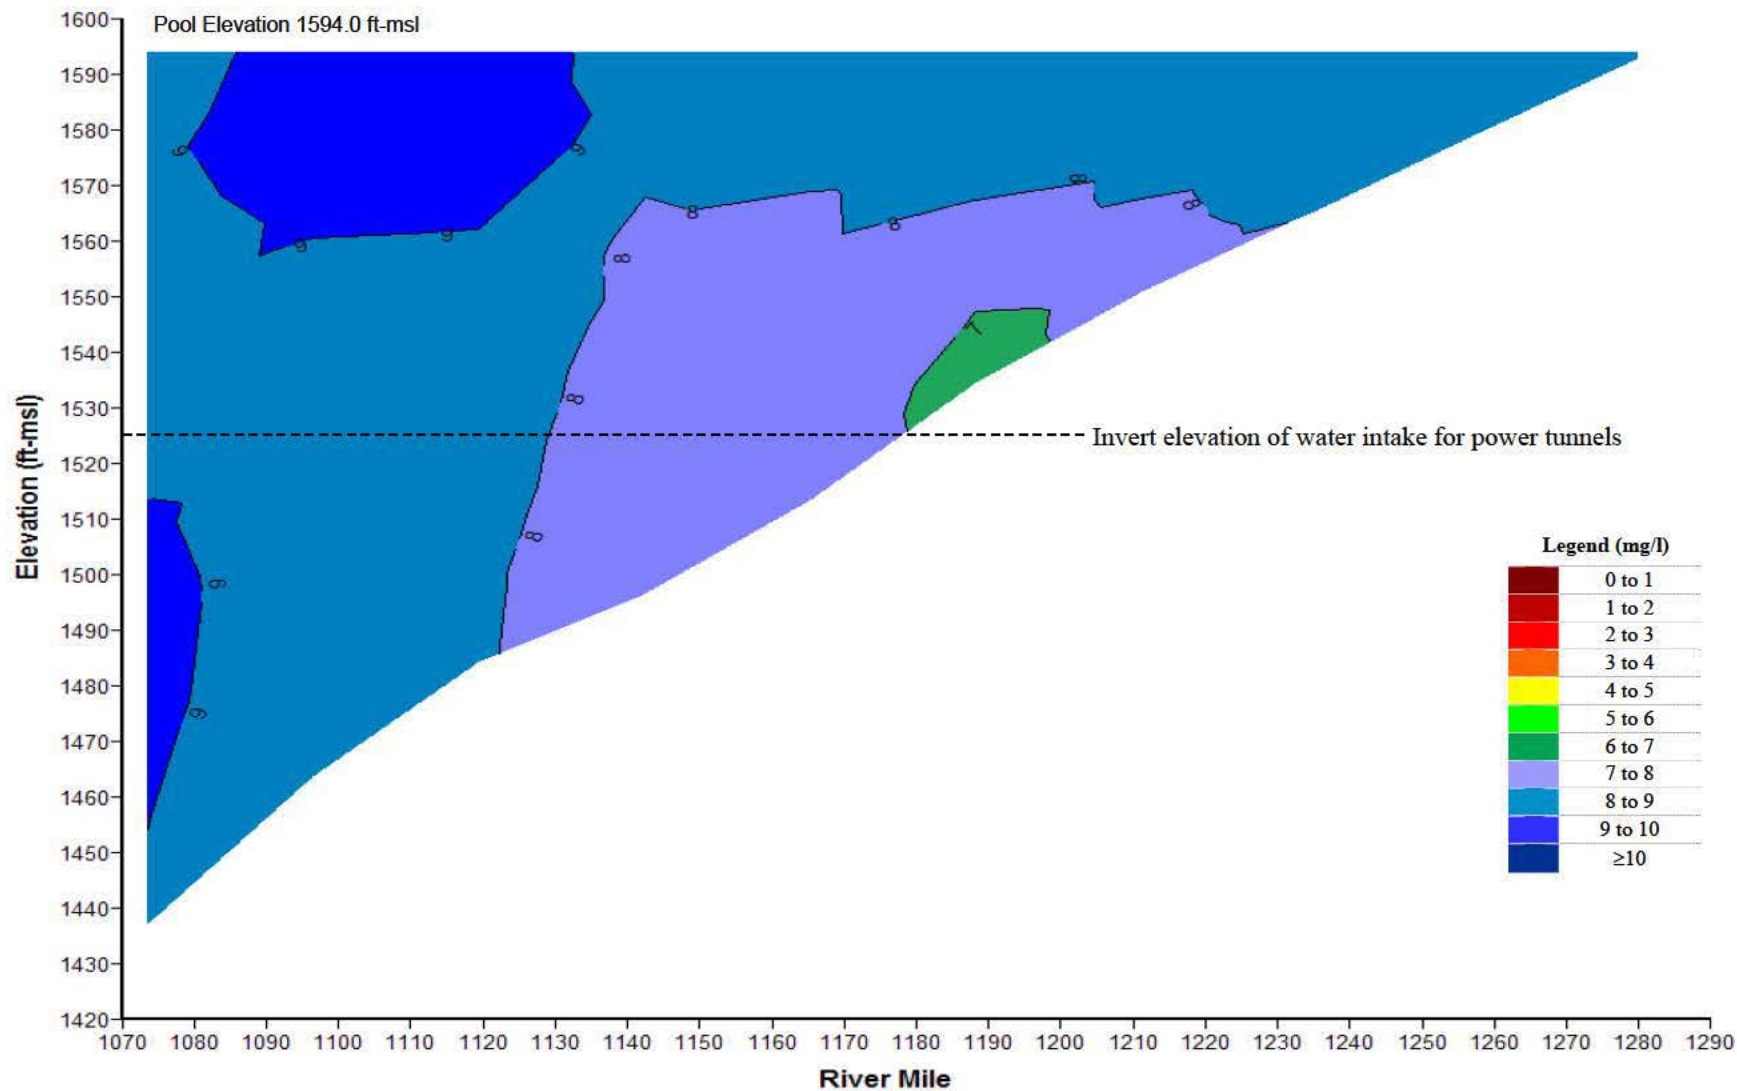 Pool Elevation 1594.0 ft-msl
1600
1590
1580
1570
1560
1550
1540
1530
1520
1510
1500
1490
1480
1470
1460
1450
1440
1430
1420
Elevation (ft-msl)
9
9
9
9
8
8
8
8
8
8
8
8
7
9
9
Invert elevation of water intake for power tunnels
Legend (mg/l)
0 to 1
1 to 2
2 to 3
3 to 4
4 to 5
5 to 6
6 to 7
7 to 8
8 to 9
9 to 10
≥10
1070 1080 1090 1100 1110 1120 1130 1140 1150 1160 1170 1180 1190 1200 1210 1220 1230 1240 1250 1260 1270 1280 1290
River Mile